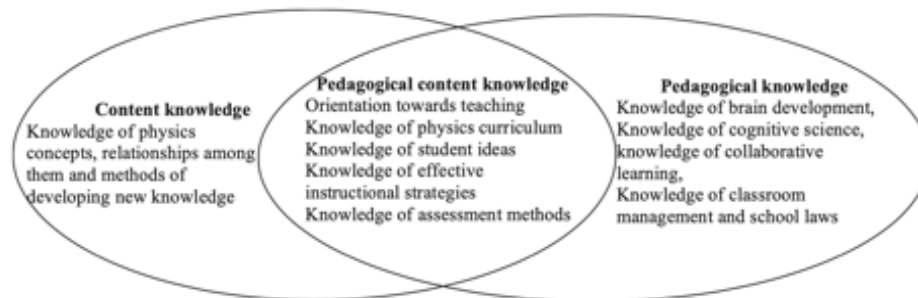 Content knowledge
Knowledge of physics
concepts, relationships among
them and methods of
developing new knowledge
Pedagogical content knowledge
Orientation towards teaching
Knowledge of physics curriculum
Knowledge of student ideas
Knowledge of effective
instructional strategies
Knowledge of assessment methods
Pedagogical knowledge
Knowledge of brain development,
Knowledge of cognitive science,
knowledge of collaborative
learning,
Knowledge of classroom
management and school laws